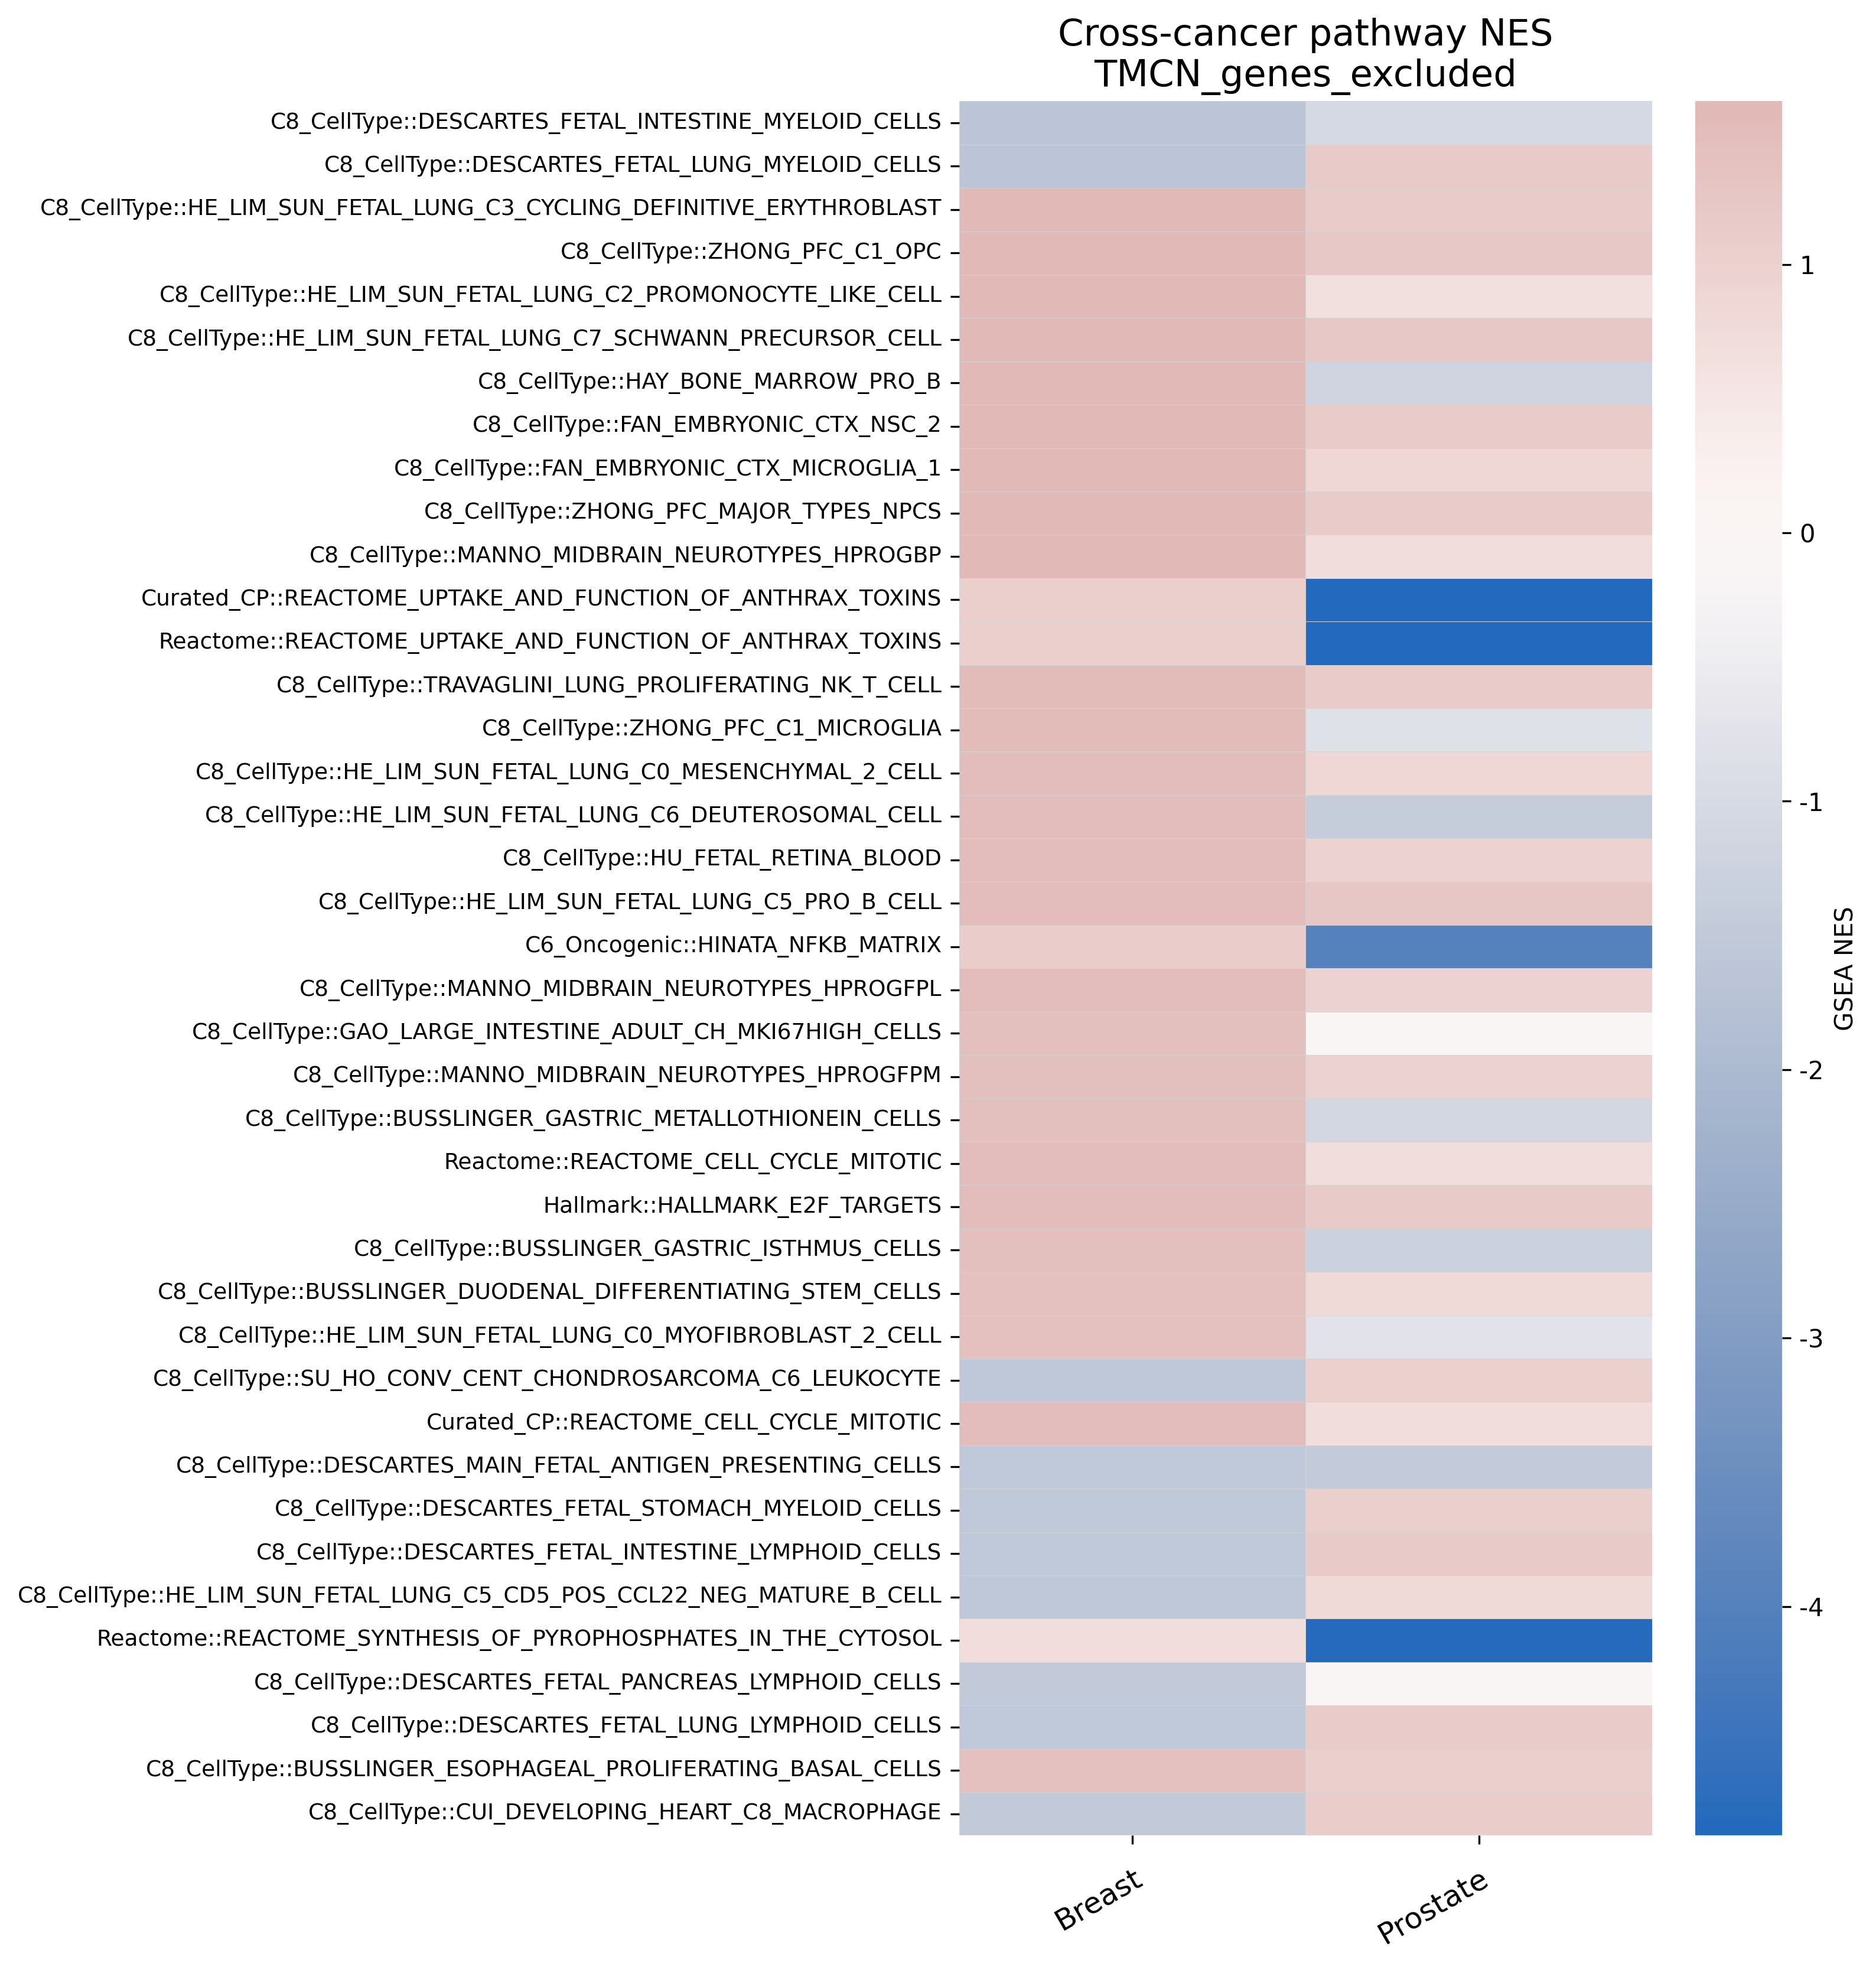 Cross-cancer pathway NES
TMCN_genes_excluded
C8_CellType::DESCARTES_FETAL_INTESTINE_MYELOID_CELLS
C8_CellType::DESCARTES_FETAL_LUNG_MYELOID_CELLS
C8_CellType::HE_LIM_SUN_FETAL_LUNG_C3_CYCLING_DEFINITIVE_ERYTHROBLAST
C8_CellType::ZHONG_PFC_C1_OPC
C8_CellType::HE_LIM_SUN_FETAL_LUNG_C2_PROMONOCYTE_LIKE_CELL
C8_CellType::HE_LIM_SUN_FETAL_LUNG_C7_SCHWANN_PRECURSOR_CELL
C8_CellType::HAY_BONE_MARROW_PRO_B
C8_CellType::FAN_EMBRYONIC_CTX_NSC_2
C8_CellType::FAN_EMBRYONIC_CTX_MICROGLIA_1
C8_CellType::ZHONG_PFC_MAJOR_TYPES_NPCS
C8_CellType::MANNO_MIDBRAIN_NEUROTYPES_HPROGBP
Curated_CP::REACTOME_UPTAKE_AND_FUNCTION_OF_ANTHRAX_TOXINS
Reactome::REACTOME_UPTAKE_AND_FUNCTION_OF_ANTHRAX_TOXINS
C8_CellType::TRAVAGLINI_LUNG_PROLIFERATING_NK_T_CELL
C8_CellType::ZHONG_PFC_C1_MICROGLIA
C8_CellType::HE_LIM_SUN_FETAL_LUNG_C0_MESENCHYMAL_2_CELL
C8_CellType::HE_LIM_SUN_FETAL_LUNG_C6_DEUTEROSOMAL_CELL
C8_CellType::HU_FETAL_RETINA_BLOOD
C8_CellType::HE_LIM_SUN_FETAL_LUNG_C5_PRO_B_CELL
C6_Oncogenic::HINATA_NFKB_MATRIX
C8_CellType::MANNO_MIDBRAIN_NEUROTYPES_HPROGFPL
C8_CellType::GAO_LARGE_INTESTINE_ADULT_CH_MKI67HIGH_CELLS
C8_CellType::MANNO_MIDBRAIN_NEUROTYPES_HPROGFPM
C8_CellType::BUSSLINGER_GASTRIC_METALLOTHIONEIN_CELLS
Reactome::REACTOME_CELL_CYCLE_MITOTIC
Hallmark::HALLMARK_E2F_TARGETS
C8_CellType::BUSSLINGER_GASTRIC_ISTHMUS_CELLS
C8_CellType::BUSSLINGER_DUODENAL_DIFFERENTIATING_STEM_CELLS
C8_CellType::HE_LIM_SUN_FETAL_LUNG_C0_MYOFIBROBLAST_2_CELL
C8_CellType::SU_HO_CONV_CENT_CHONDROSARCOMA_C6_LEUKOCYTE
Curated_CP::REACTOME_CELL_CYCLE_MITOTIC
C8_CellType::DESCARTES_MAIN_FETAL_ANTIGEN_PRESENTING_CELLS
C8_CellType::DESCARTES_FETAL_STOMACH_MYELOID_CELLS
C8_CellType::DESCARTES_FETAL_INTESTINE_LYMPHOID_CELLS
C8_CellType::HE_LIM_SUN_FETAL_LUNG_C5_CD5_POS_CCL22_NEG_MATURE_B_CELL
Reactome::REACTOME_SYNTHESIS_OF_PYROPHOSPHATES_IN_THE_CYTOSOL
C8_CellType::DESCARTES_FETAL_PANCREAS_LYMPHOID_CELLS
C8_CellType::DESCARTES_FETAL_LUNG_LYMPHOID_CELLS
C8_CellType::BUSSLINGER_ESOPHAGEAL_PROLIFERATING_BASAL_CELLS
C8_CellType::CUI_DEVELOPING_HEART_C8_MACROPHAGE
Breast
Prostate
1
0
-1
-2
-3
-4
GSEA NES